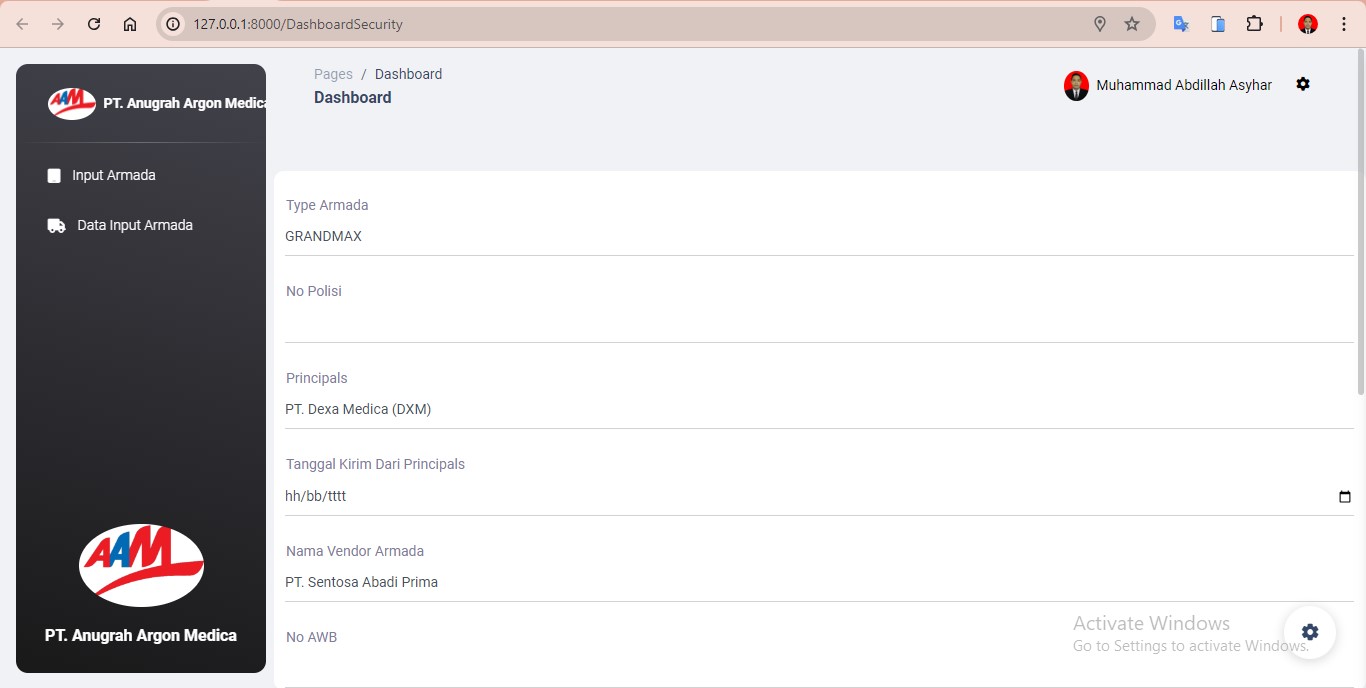 127.0.0.1:8000/DashboardSecurity
AAM PT. Anugrah Argon Medica
Pages / Dashboard
Dashboard
Muhammad Abdillah Asyhar
Input Armada
Data Input Armada
Type Armada
GRANDMAX
No Polisi
Principals
PT. Dexa Medica (DXM)
Tanggal Kirim Dari Principals
hh/bb/tttt
Nama Vendor Armada
PT. Sentosa Abadi Prima
No AWB
AAM
PT. Anugrah Argon Medica
Activate Windows
Go to Settings to activate Windows.